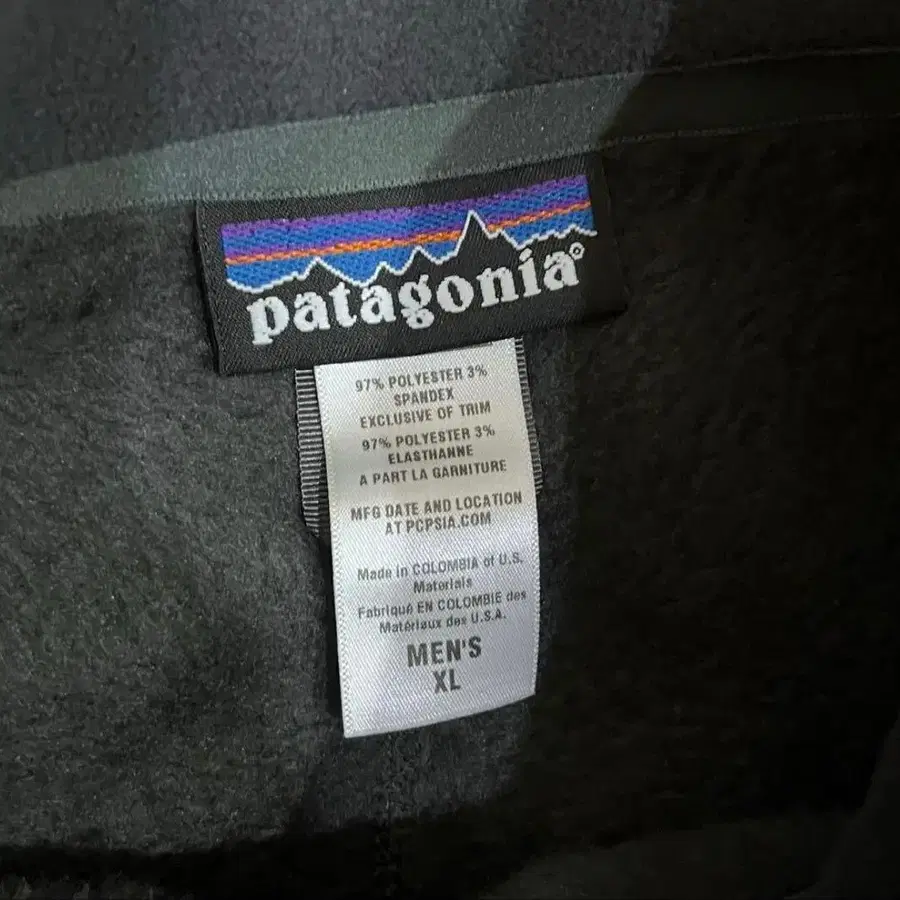 patagonia®
97% POLYESTER 3%
SPANDEX
EXCLUSIVE OF TRIM
97% POLYESTER 3%
ELASTHANNE
A PART LA GARNITURE
MFG DATE AND LOCATION
AT PCPSIA.COM
Made in COLOMBIA of U.S.
Materials
Fabriqué EN COLOMBIE des
Matériaux des U.S.A.
MEN'S
XL